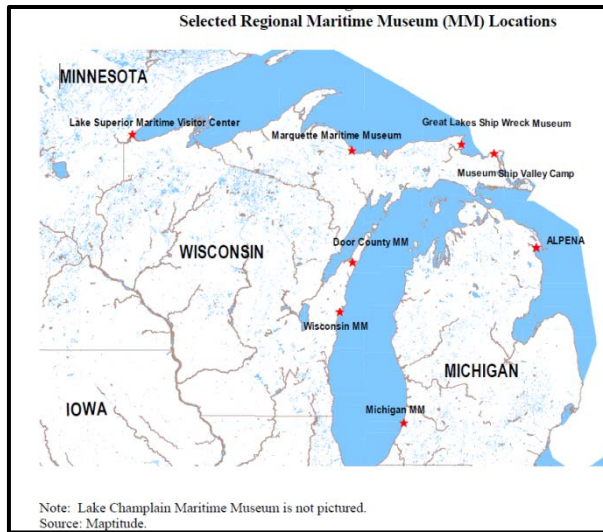 Selected Regional Maritime Museum (MM) Locations
MINNESOTA
Lake Superior Maritime Visitor Center
Great Lakes Ship Wreck Museum
Marquette Maritime Museum
Museum Ship Valley Camp
Door County MM
ALPENA
WISCONSIN
Wisconsin MM
MICHIGAN
IOWA
Michigan MM
Note: Lake Champlain Maritime Museum is not pictured.
Source: Maptitude.